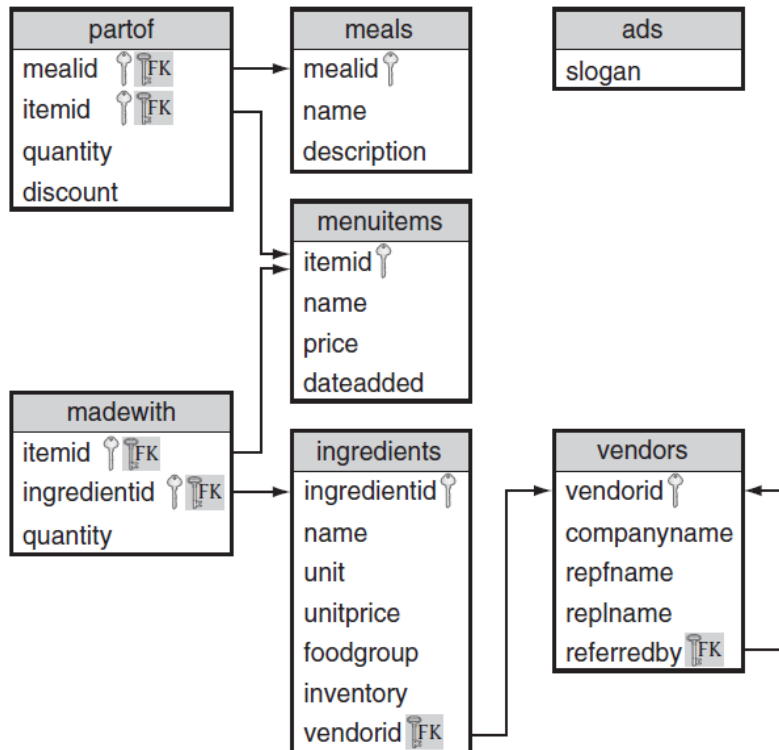 partof
mealid FK
itemid FK
quantity
discount
meals
mealid
name
description
ads
slogan
menuitems
itemid
name
price
dateadded
madewith
itemid FK
ingredientid FK
quantity
ingredients
ingredientid
name
unit
unitprice
foodgroup
inventory
vendorid FK
vendors
vendorid
companyname
repfname
replname
referredby FK